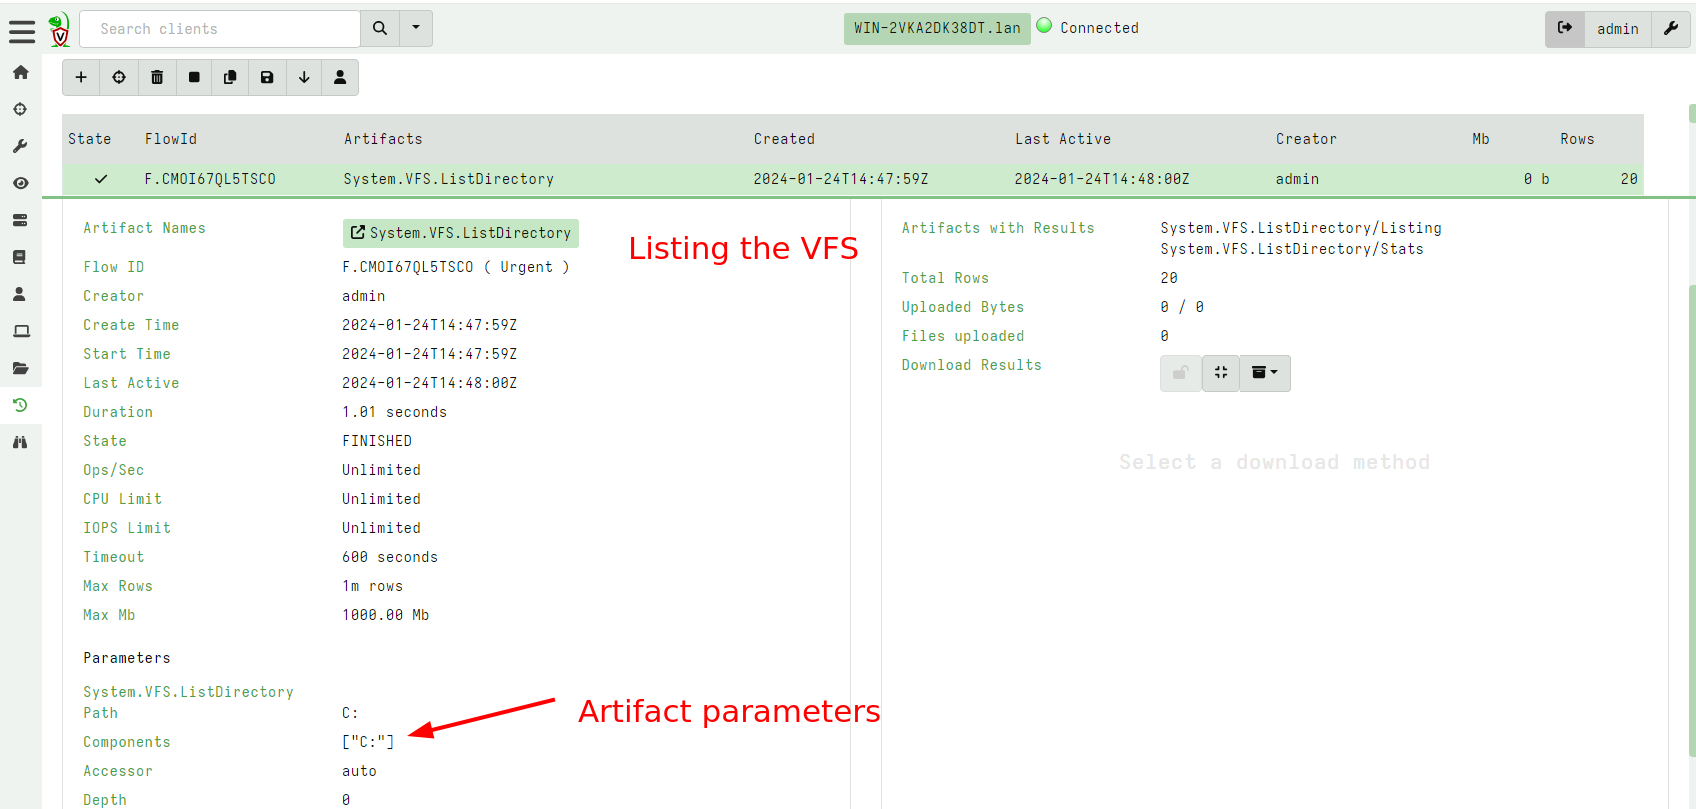 Search clients
WIN-2VKA2DK38DT.lan Connected
admin
State FlowId Artifacts Created Last Active Creator Mb Rows
F.CMOI67QL5TSCO System.VFS.ListDirectory 2024-01-24T14:47:59Z 2024-01-24T14:48:00Z admin 0 b 20
Artifact Names System.VFS.ListDirectory
Listing the VFS
Flow ID F.CMOI67QL5TSCO ( Urgent )
Creator admin
Create Time 2024-01-24T14:47:59Z
Start Time 2024-01-24T14:47:59Z
Last Active 2024-01-24T14:48:00Z
Duration 1.01 seconds
State FINISHED
Ops/Sec Unlimited
CPU Limit Unlimited
IOPS Limit Unlimited
Timeout 600 seconds
Max Rows 1m rows
Max Mb 1000.00 Mb
Parameters
System.VFS.ListDirectory
Path C:
Components ["C:"]
Artifact parameters
Accessor auto
Depth 0
Artifacts with Results System.VFS.ListDirectory/Listing
System.VFS.ListDirectory/Stats
Total Rows 20
Uploaded Bytes 0 / 0
Files uploaded 0
Download Results
Select a download method